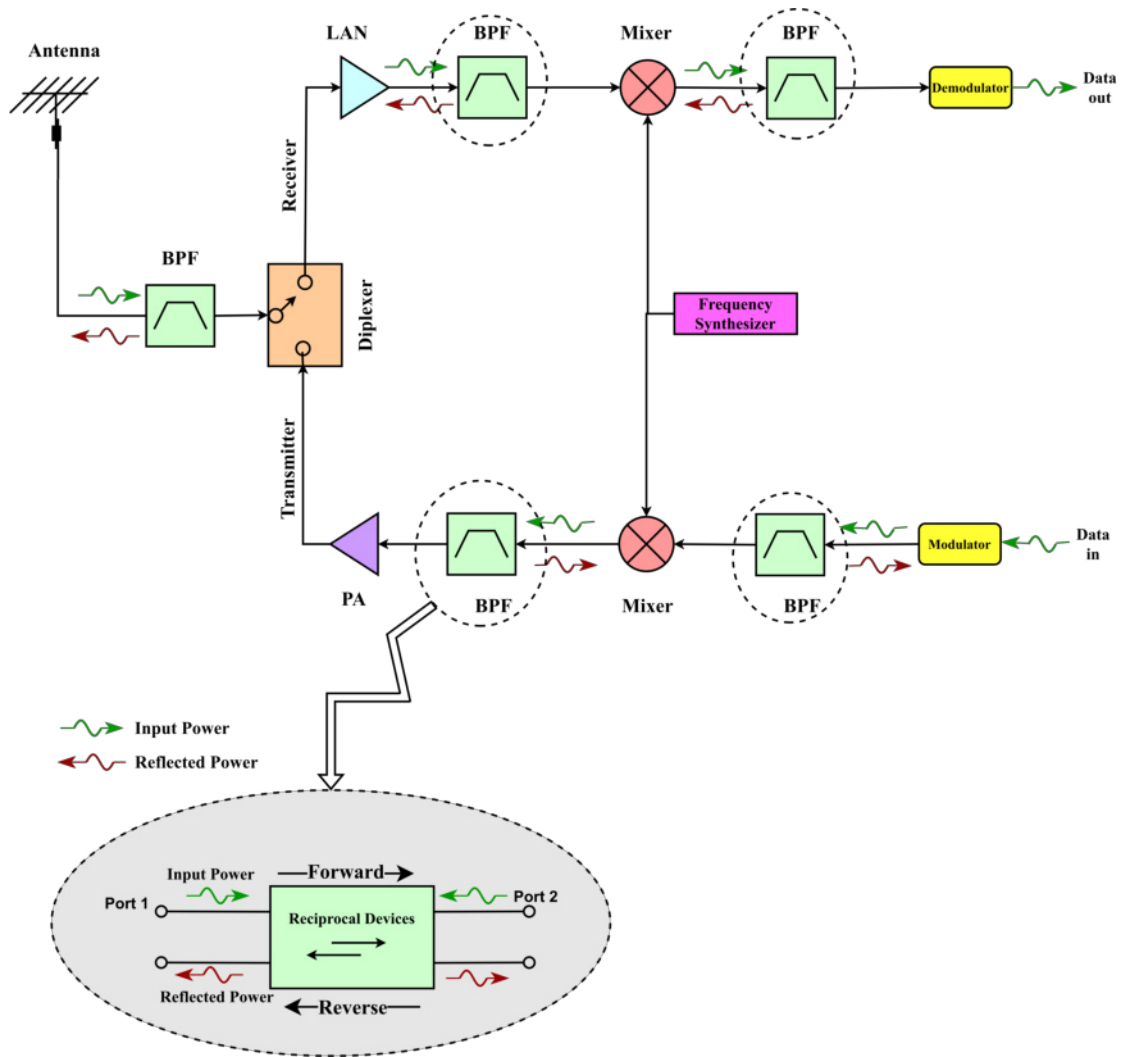 LAN
BPF
Mixer
BPF
Antenna
Demodulator
Data
out
Receiver
BPF
Diplexer
Frequency
Synthesizer
Transmitter
PA
BPF
Mixer
BPF
Modulator
Data
in
Input Power
Reflected Power
Forward
Input Power
Port 1
Port 2
Reciprocal Devices
Reflected Power
Reverse